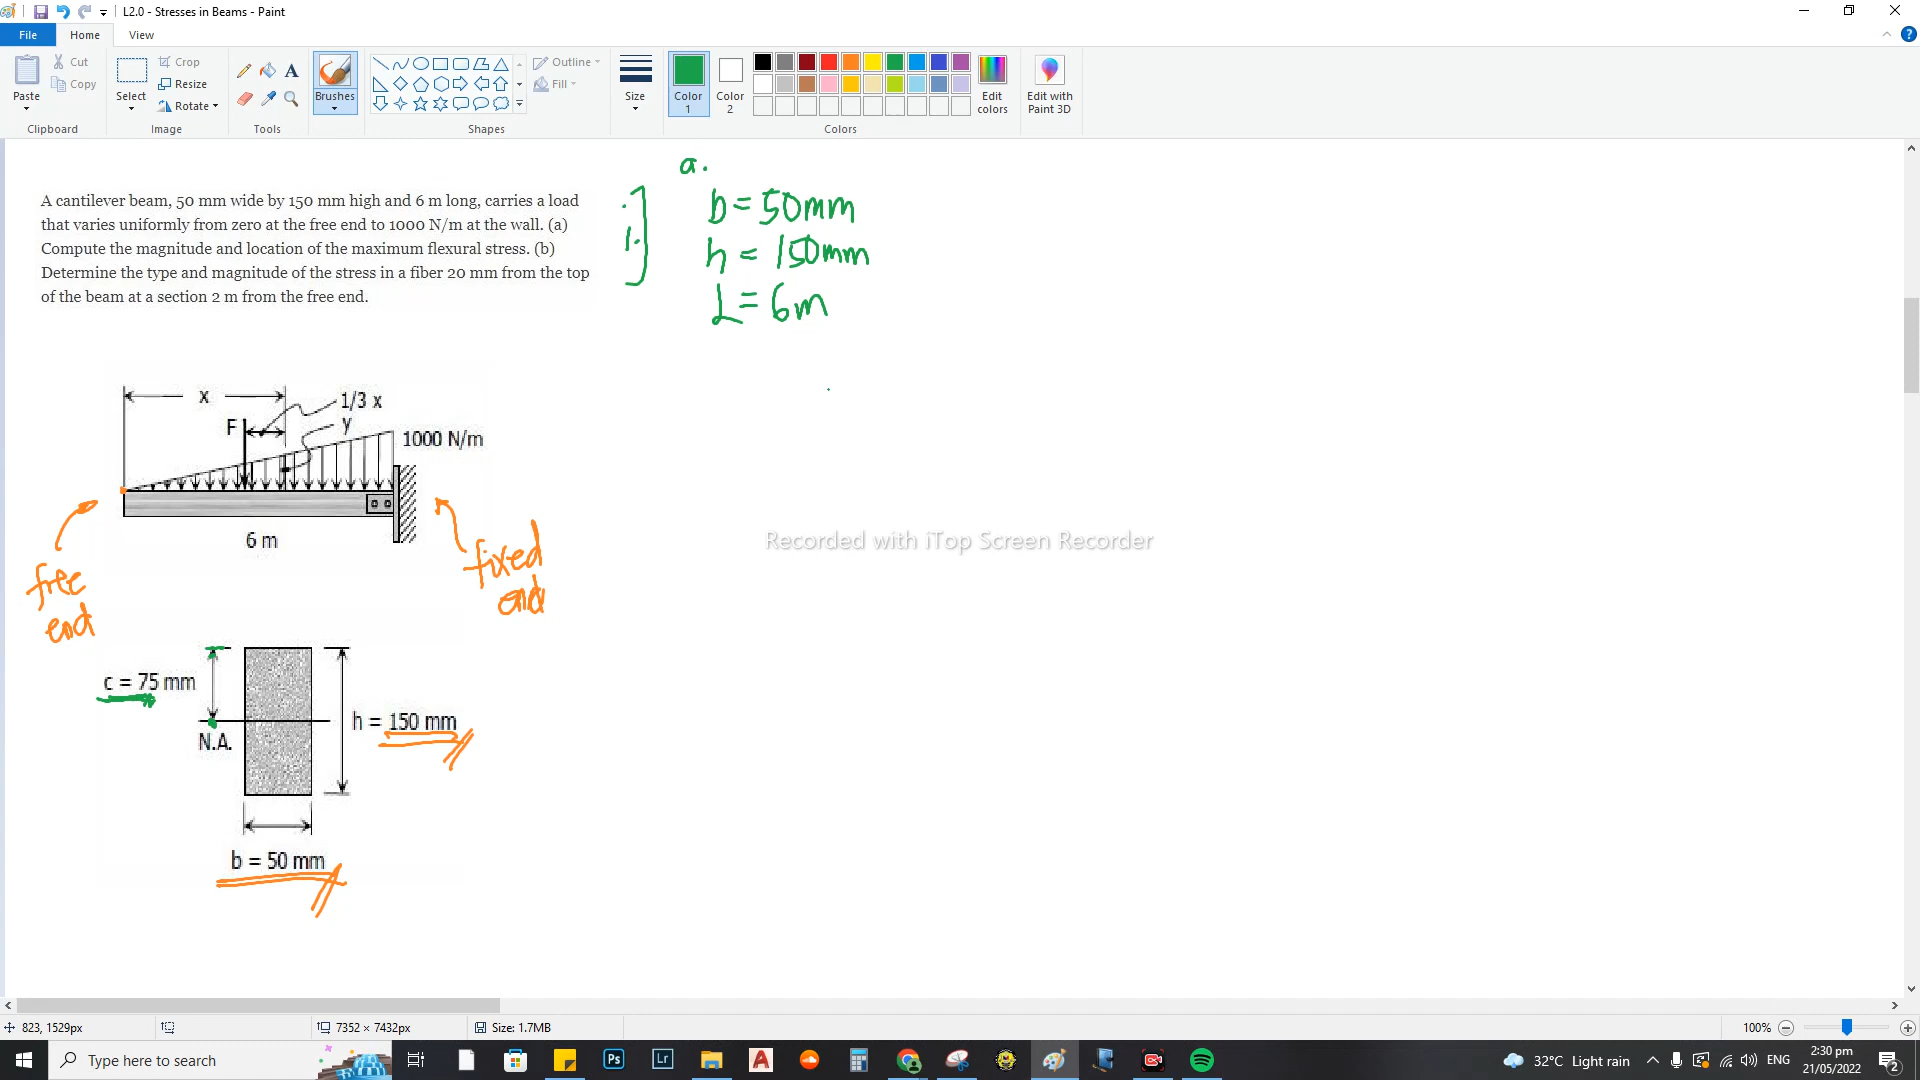 L2.0 - Stresses in Beams - Paint
File
Home
View
Paste
Cut
Copy
Clipboard
Select
Crop
Resize
Rotate
Image
A
Tools
Brushes
Outline
Fill
Shapes
Size
Color 1
Color 2
Edit colors
Colors
Edit with Paint 3D
A cantilever beam, 50 mm wide by 150 mm high and 6 m long, carries a load
that varies uniformly from zero at the free end to 1000 N/m at the wall. (a)
Compute the magnitude and location of the maximum flexural stress. (b)
Determine the type and magnitude of the stress in a fiber 20 mm from the top
of the beam at a section 2 m from the free end.
a.
b = 50mm
h = 150mm
L = 6m
x
1/3 x
F
y
1000 N/m
6 m
free
end
fixed
end
c = 75 mm
N.A.
h = 150 mm
b = 50 mm
Recorded with iTop Screen Recorder
823, 1529px
7352 × 7432px
Size: 1.7MB
100%
Type here to search
Ps
Lr
A
32°C Light rain
ENG
2:30 pm
21/05/2022
2